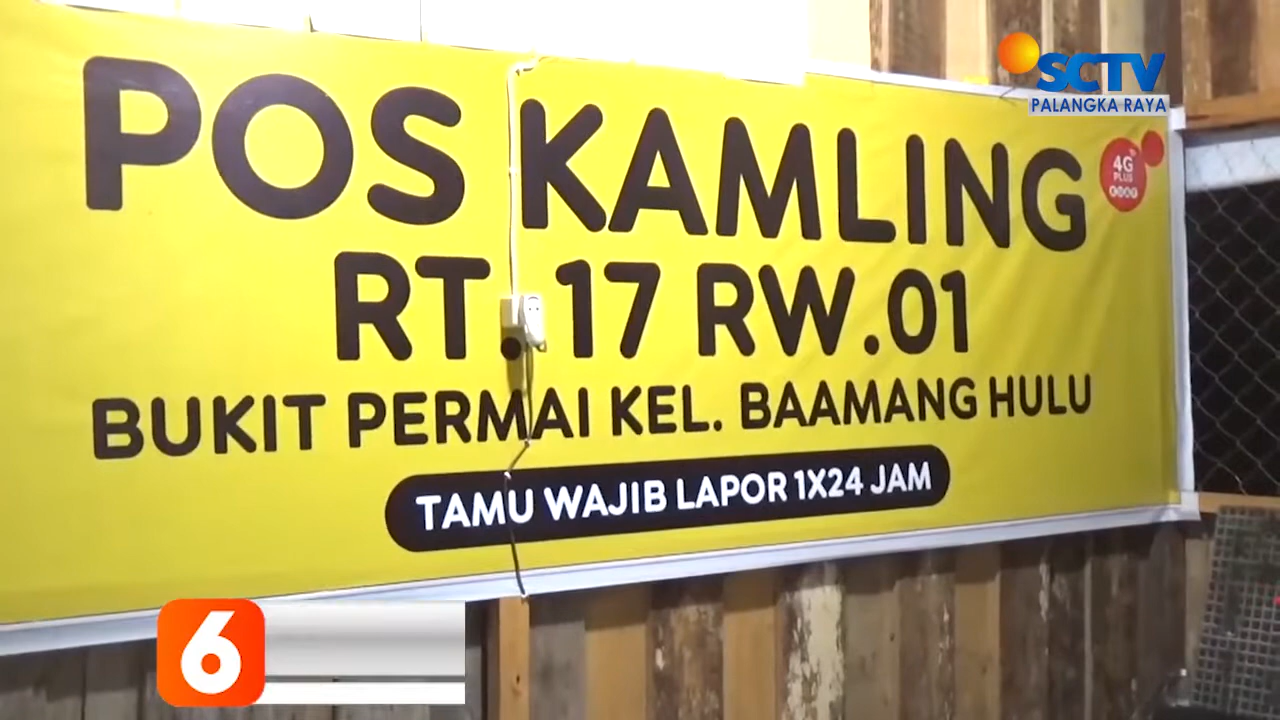 SCTV
PALANGKA RAYA
POS KAMLING
4G
PLUS
RT.17 RW.01
BUKIT PERMAI KEL. BAAMANG HULU
TAMU WAJIB LAPOR 1X24 JAM
6